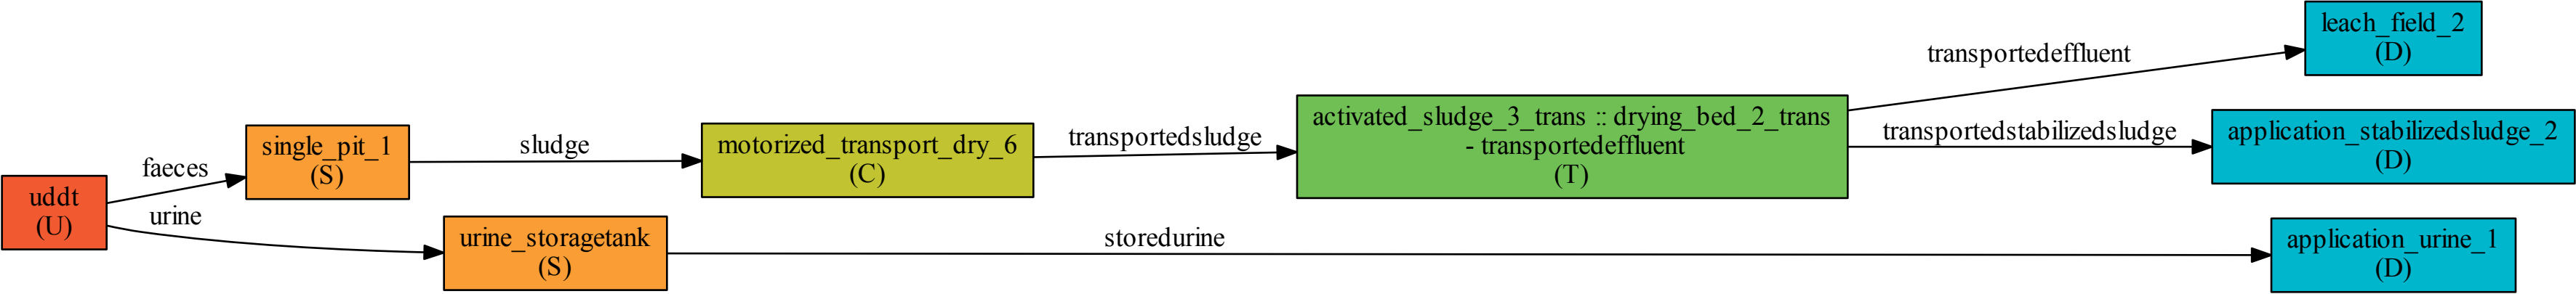 uddt
(U)
faeces
urine
single_pit_1
(S)
urine_storagetank
(S)
sludge
motorized_transport_dry_6
(C)
transportedsludge
storedurine
activated_sludge_3_trans :: drying_bed_2_trans
- transportedeffluent
(T)
transportedeffluent
transportedstabilizedsludge
leach_field_2
(D)
application_stabilizedsludge_2
(D)
application_urine_1
(D)